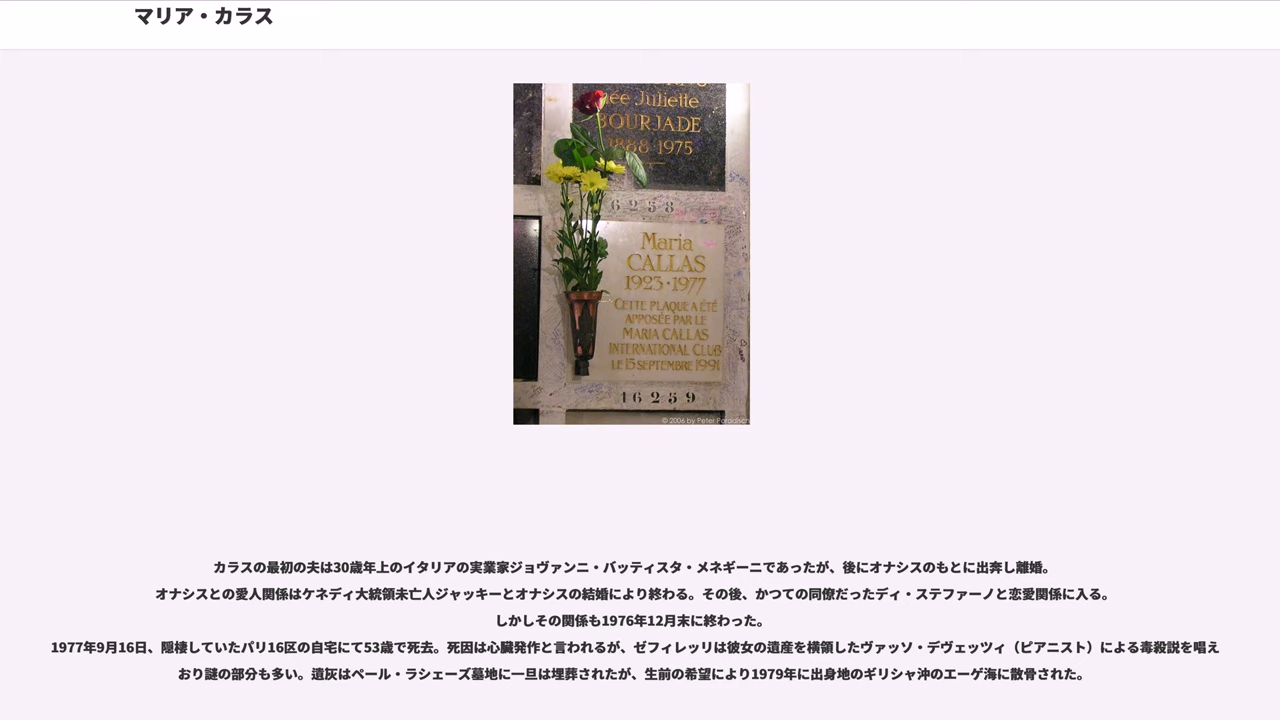 マリア・カラス
née Juliette
BOURJADE
1888 1975
16258
Maria
CALLAS
1923・1977
CETTE PLAQUE A ÉTÉ
APPOSÉE PAR LE
MARIA CALLAS
INTERNATIONAL CLUB
LE 15 SEPTEMBRE 1991
16259
© 2006 by Peter
カラスの最初の夫は30歳年上のイタリアの実業家ジョヴァンニ・バッティスタ・メネギーニであったが、後にオナシスのもとに出奔し離婚。
オナシスとの愛人関係はケネディ大統領未亡人ジャッキーとオナシスの結婚により終わる。その後、かつての同僚だったディ・ステファーノと恋愛関係に入る。
しかしその関係も1976年12月末に終わった。
1977年9月16日、隠棲していたパリ16区の自宅にて53歳で死去。死因は心臓発作と言われるが、ゼフィレッリは彼女の遺産を横領したヴァッソ・デヴェッツィ（ピアニスト）による毒殺説を唱え
おり謎の部分も多い。遺灰はペール・ラシェーズ墓地に一旦は埋葬されたが、生前の希望により1979年に出身地のギリシャ沖のエーゲ海に散骨された。